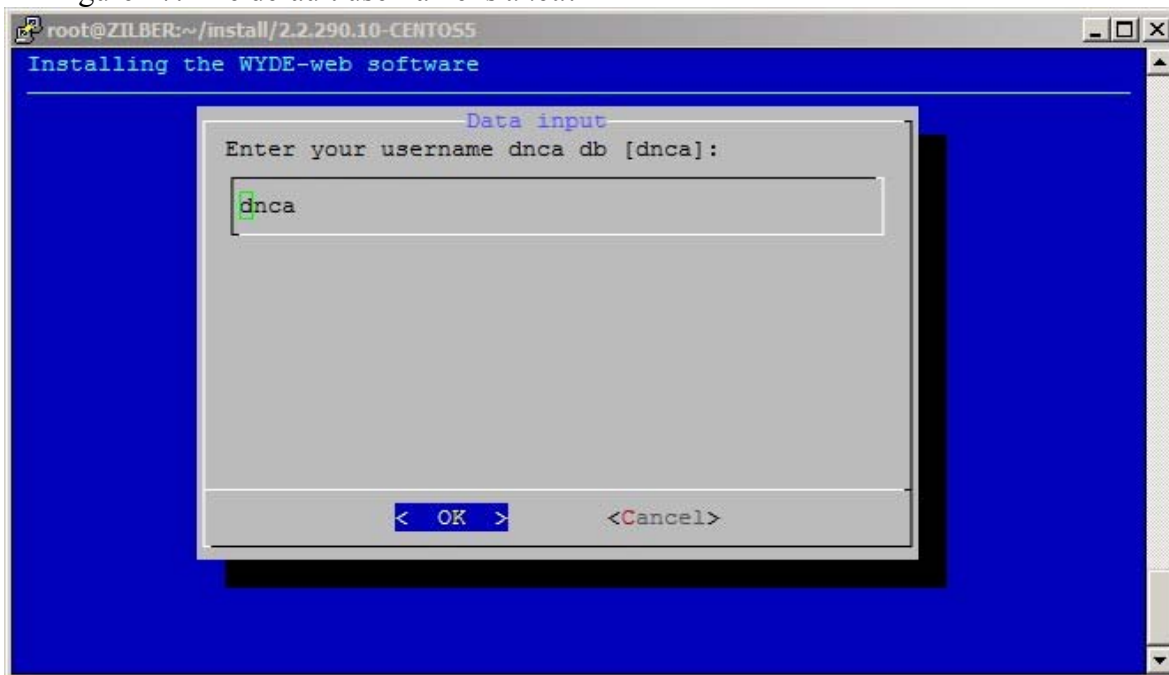 root@ZILBER:~/install/2.2.290.10-CENTOS5
Installing the WYDE-web software
Data input
Enter your username dnca db [dnca]:
dnca
< OK > <Cancel>